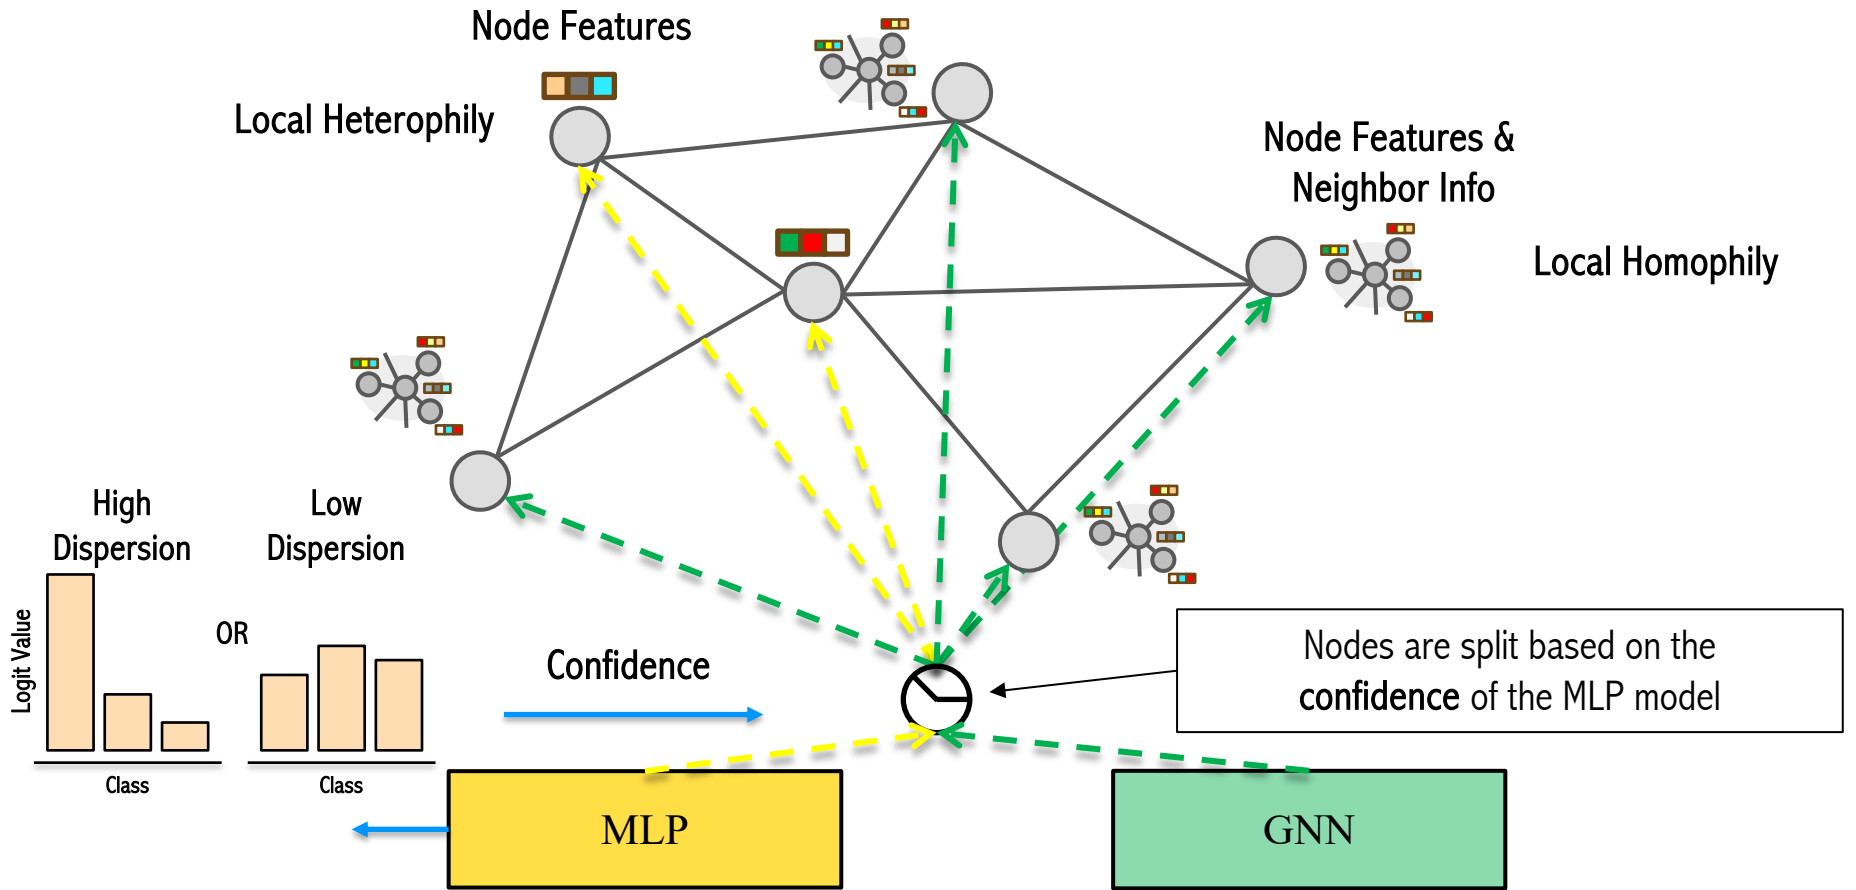 Node Features
Local Heterophily
Node Features &
Neighbor Info
Local Homophily
High
Dispersion
Low
Dispersion
Logit Value
OR
Class
Class
Confidence
Nodes are split based on the
confidence of the MLP model
MLP
GNN